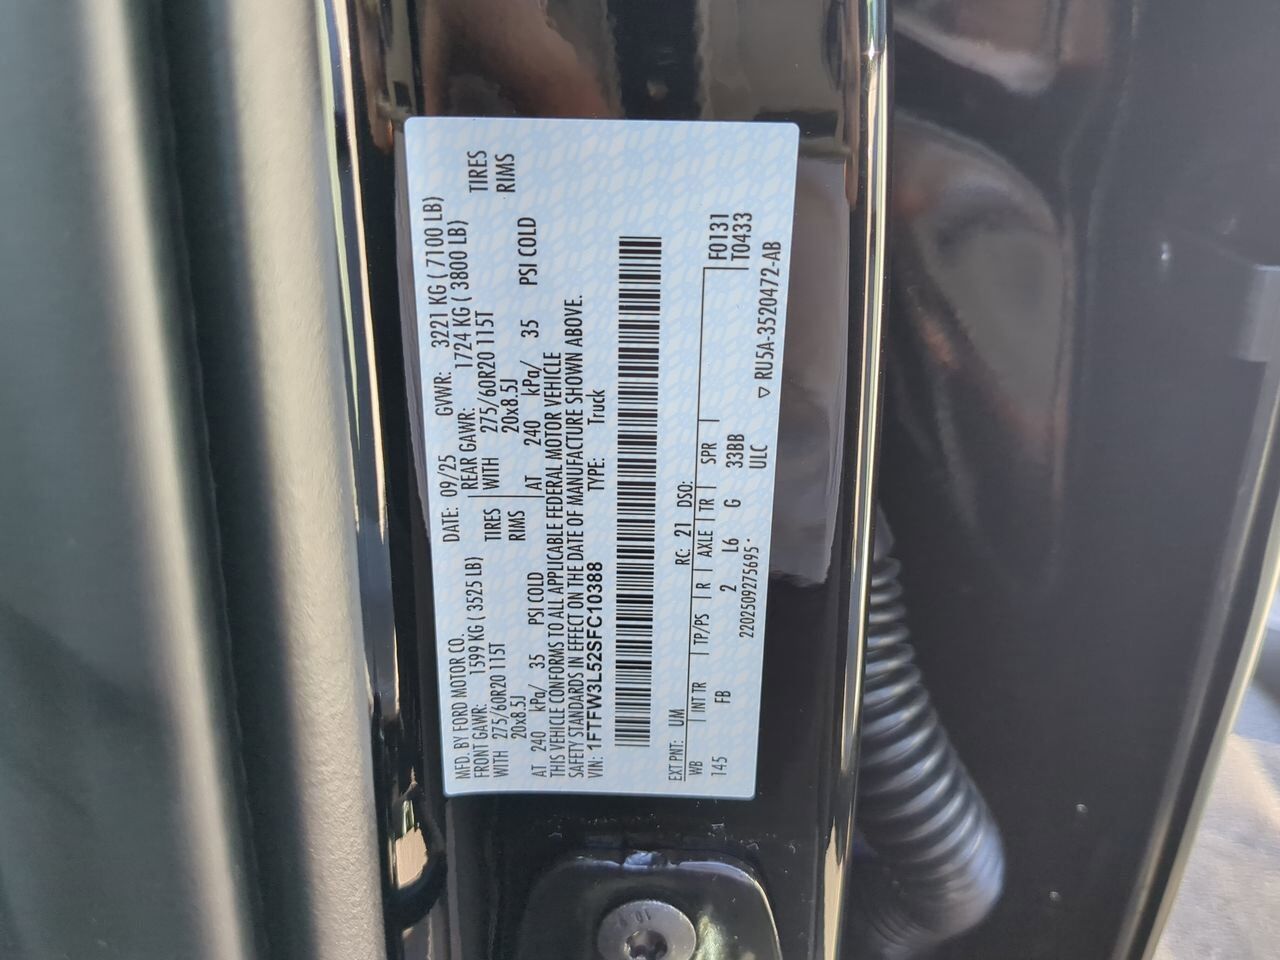 MFD. BY FORD MOTOR CO.
DATE: 09/25 GVWR: 3221 KG ( 7100 LB)
FRONT GAWR: 1599 KG ( 3525 LB) REAR GAWR: 1724 KG ( 3800 LB)
WITH 275/60R20 115T TIRES WITH 275/60R20 115T TIRES
20x8.5J RIMS 20x8.5J RIMS
AT 240 kPa/ 35 PSI COLD AT 240 kPa/ 35 PSI COLD
THIS VEHICLE CONFORMS TO ALL APPLICABLE FEDERAL MOTOR VEHICLE
SAFETY STANDARDS IN EFFECT ON THE DATE OF MANUFACTURE SHOWN ABOVE.
VIN: 1FTFW3L52SFC10388 TYPE: Truck
EXT PNT: UM RC: 21 DSO:
WB INT TR TP/PS R AXLE TR SPR F0131
145 FB 2 L6 G 33BB T0433
2202509275695 ULC ▽ RU5A-3520472-AB
10.9